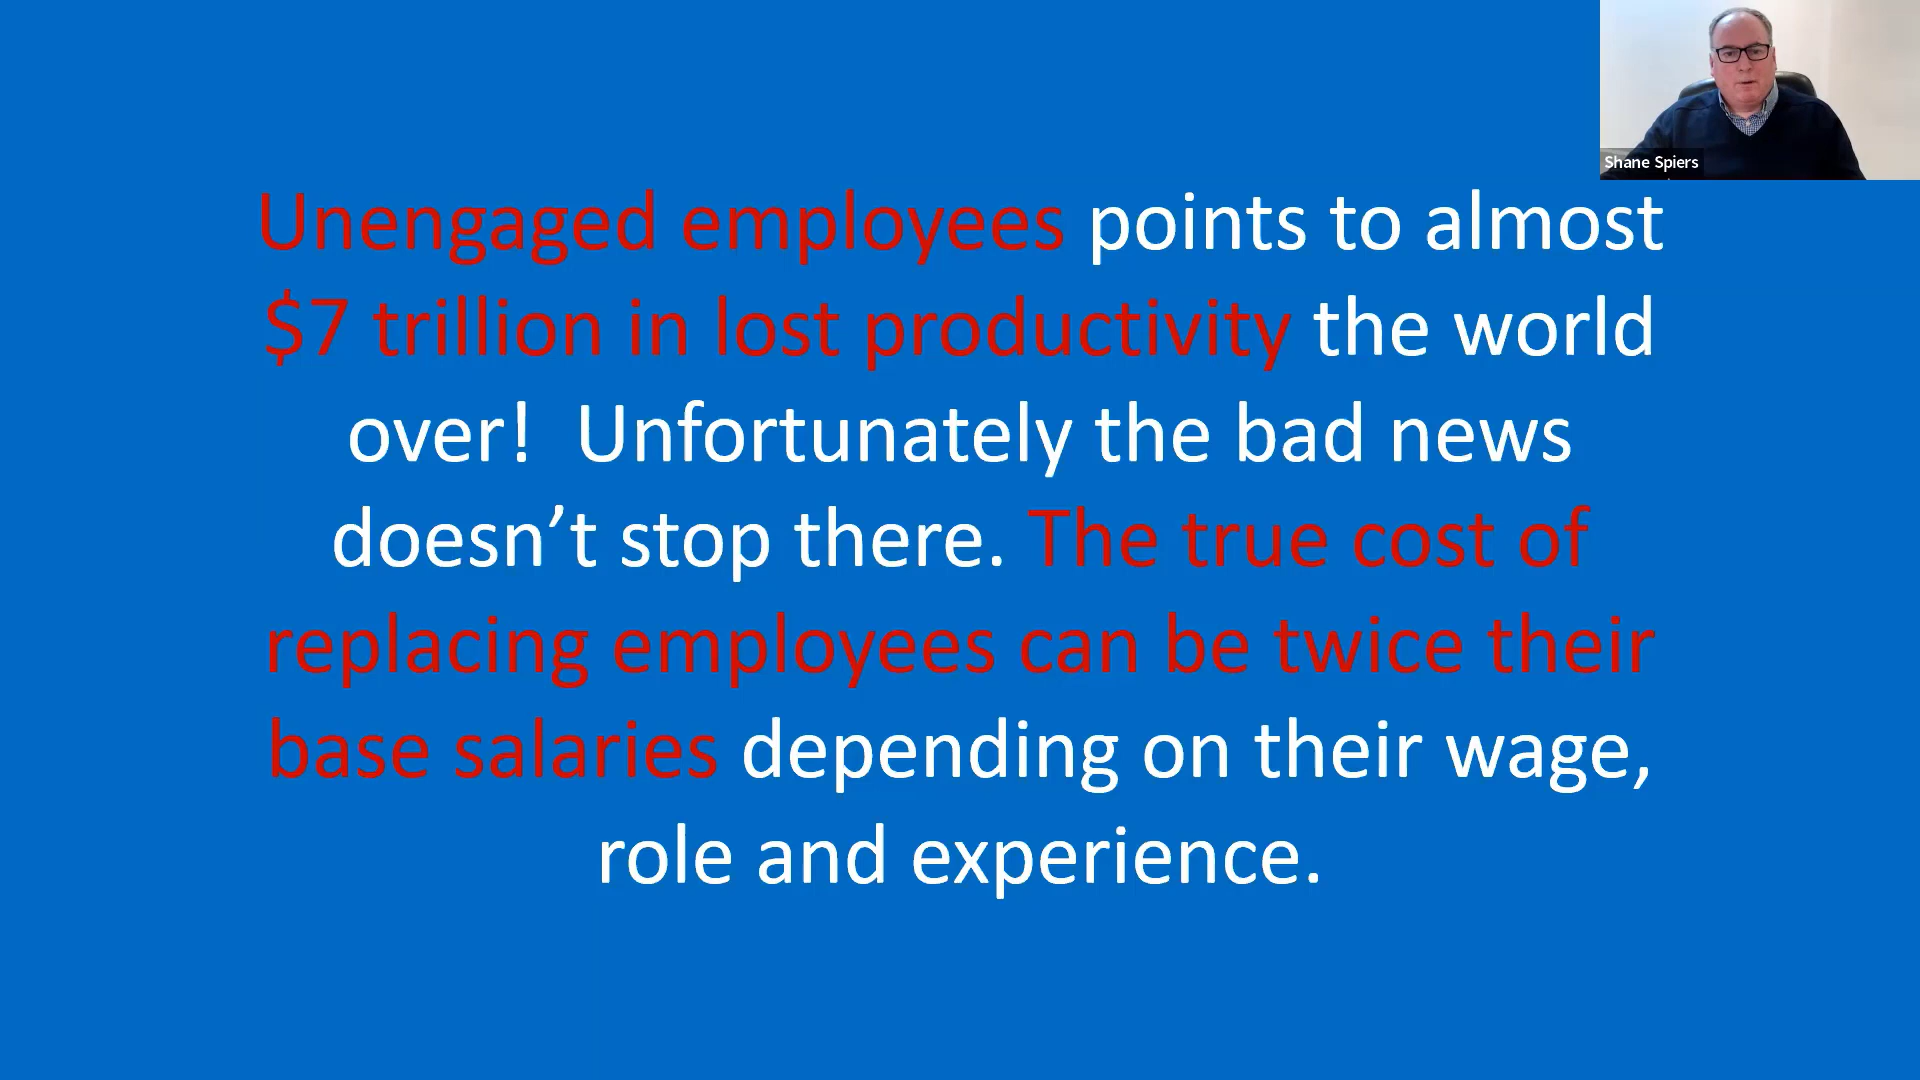 Shane Spiers
Unengaged employees points to almost
$7 trillion in lost productivity the world
over!  Unfortunately the bad news
doesn’t stop there. The true cost of
replacing employees can be twice their
base salaries depending on their wage,
role and experience.